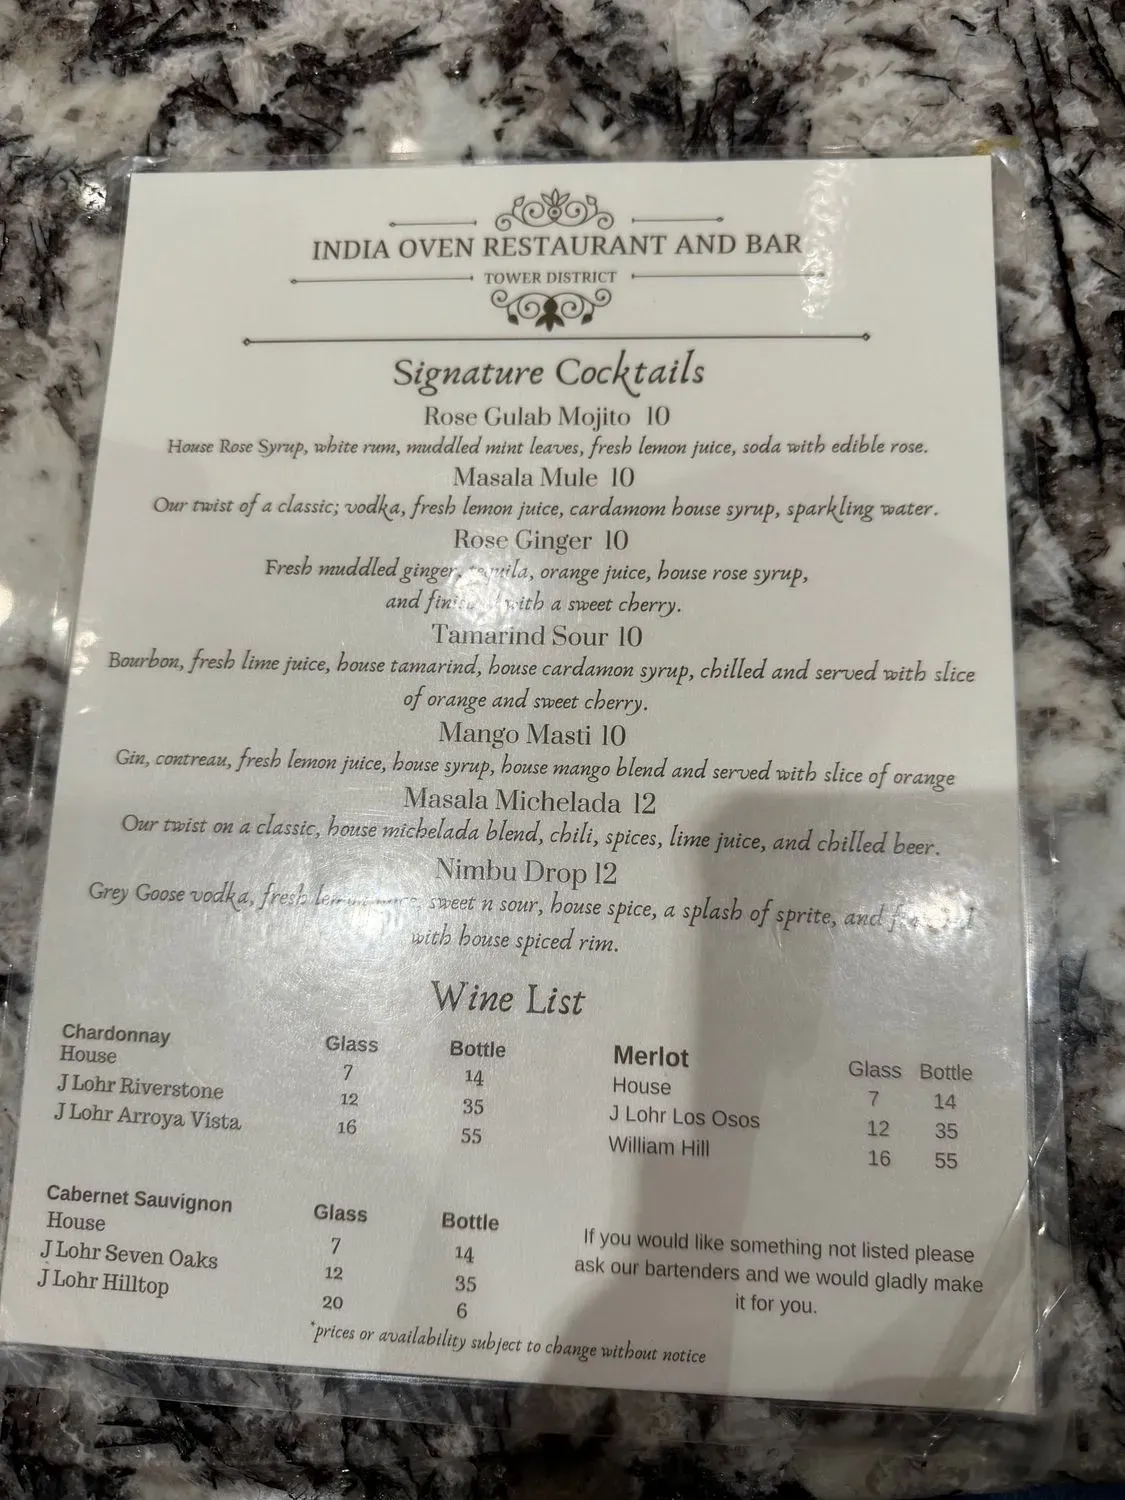 INDIA OVEN RESTAURANT AND BAR
TOWER DISTRICT
Signature Cocktails
Rose Gulab Mojito 10
House Rose Syrup, white rum, muddled mint leaves, fresh lemon juice, soda with edible rose.
Masala Mule 10
Our twist of a classic; vodka, fresh lemon juice, cardamom house syrup, sparkling water.
Rose Ginger 10
Fresh muddled ginger, tequila, orange juice, house rose syrup,
and finished with a sweet cherry.
Tamarind Sour 10
Bourbon, fresh lime juice, house tamarind, house cardamon syrup, chilled and served with slice
of orange and sweet cherry.
Mango Masti 10
Gin, contreau, fresh lemon juice, house syrup, house mango blend and served with slice of orange
Masala Michelada 12
Our twist on a classic, house michelada blend, chili, spices, lime juice, and chilled beer.
Nimbu Drop 12
Grey Goose vodka, fresh lemon juice, sweet n sour, house spice, a splash of sprite, and
with house spiced rim.
Wine List
Chardonnay Glass Bottle
House 7 14
J Lohr Riverstone 12 35
J Lohr Arroya Vista 16 55
Merlot Glass Bottle
House 7 14
J Lohr Los Osos 12 35
William Hill 16 55
Cabernet Sauvignon Glass Bottle
House 7 14
J Lohr Seven Oaks 12 35
J Lohr Hilltop 20 6
If you would like something not listed please
ask our bartenders and we would gladly make
it for you.
*prices or availability subject to change without notice